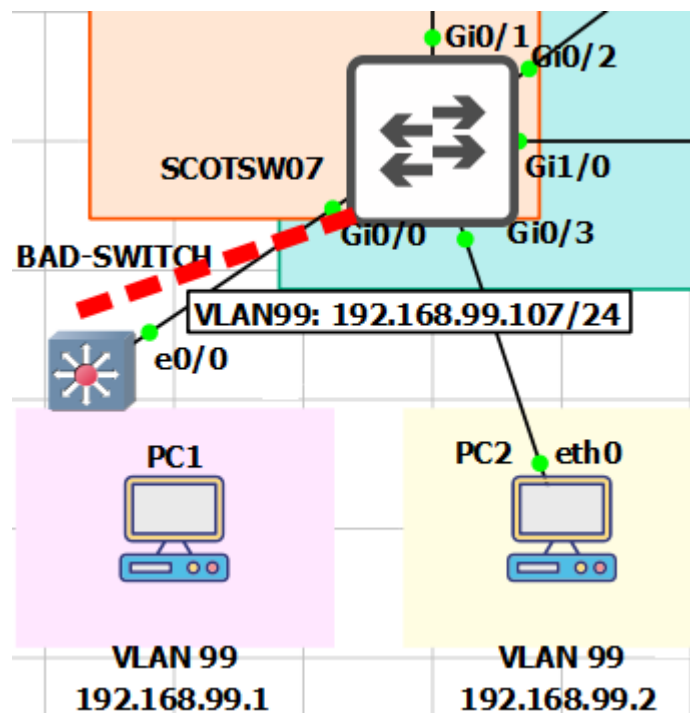 Gi0/1
Gi0/2
SCOTSW07
Gi1/0
Gi0/0
Gi0/3
BAD-SWITCH
VLAN99: 192.168.99.107/24
e0/0
PC1
PC2
eth0
VLAN 99
192.168.99.1
VLAN 99
192.168.99.2